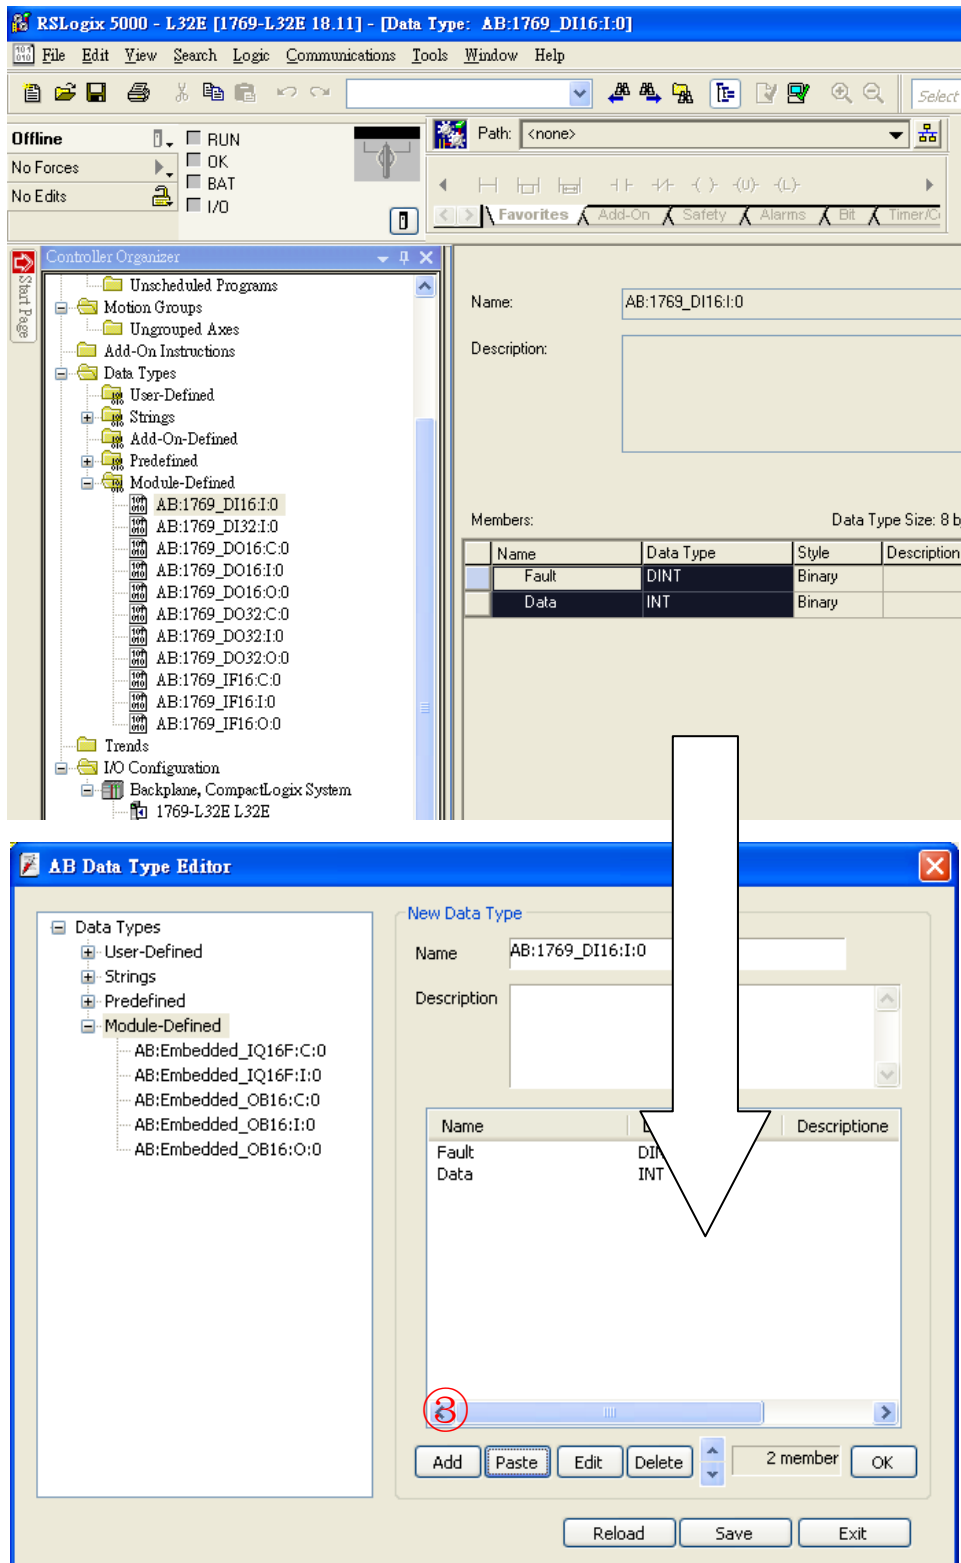 RSLogix 5000 - L32E [1769-L32E 18.11] - [Data Type: AB:1769_DI16:I:0]
File Edit View Search Logic Communications Tools Window Help
Select
Offline
RUN
No Forces
OK
No Edits
BAT
I/O
Path: <none>
Favorites Add-On Safety Alarms Bit Timer/C
Start Page
Controller Organizer
Unscheduled Programs
Motion Groups
Ungrouped Axes
Add-On Instructions
Data Types
User-Defined
Strings
Add-On-Defined
Predefined
Module-Defined
AB:1769_DI16:I:0
AB:1769_DI32:I:0
AB:1769_DO16:C:0
AB:1769_DO16:I:0
AB:1769_DO16:O:0
AB:1769_DO32:C:0
AB:1769_DO32:I:0
AB:1769_DO32:O:0
AB:1769_IF16:C:0
AB:1769_IF16:I:0
AB:1769_IF16:O:0
Trends
I/O Configuration
Backplane, CompactLogix System
1769-L32E L32E
Name: AB:1769_DI16:I:0
Description:
Members: Data Type Size: 8 b
Name Data Type Style Description
Fault DINT Binary
Data INT Binary
AB Data Type Editor
Data Types
User-Defined
Strings
Predefined
Module-Defined
AB:Embedded_IQ16F:C:0
AB:Embedded_IQ16F:I:0
AB:Embedded_OB16:C:0
AB:Embedded_OB16:I:0
AB:Embedded_OB16:O:0
New Data Type
Name AB:1769_DI16:I:0
Description
Name Descriptione
Fault DIN
Data INT
③
Add Paste Edit Delete 2 member OK
Reload Save Exit